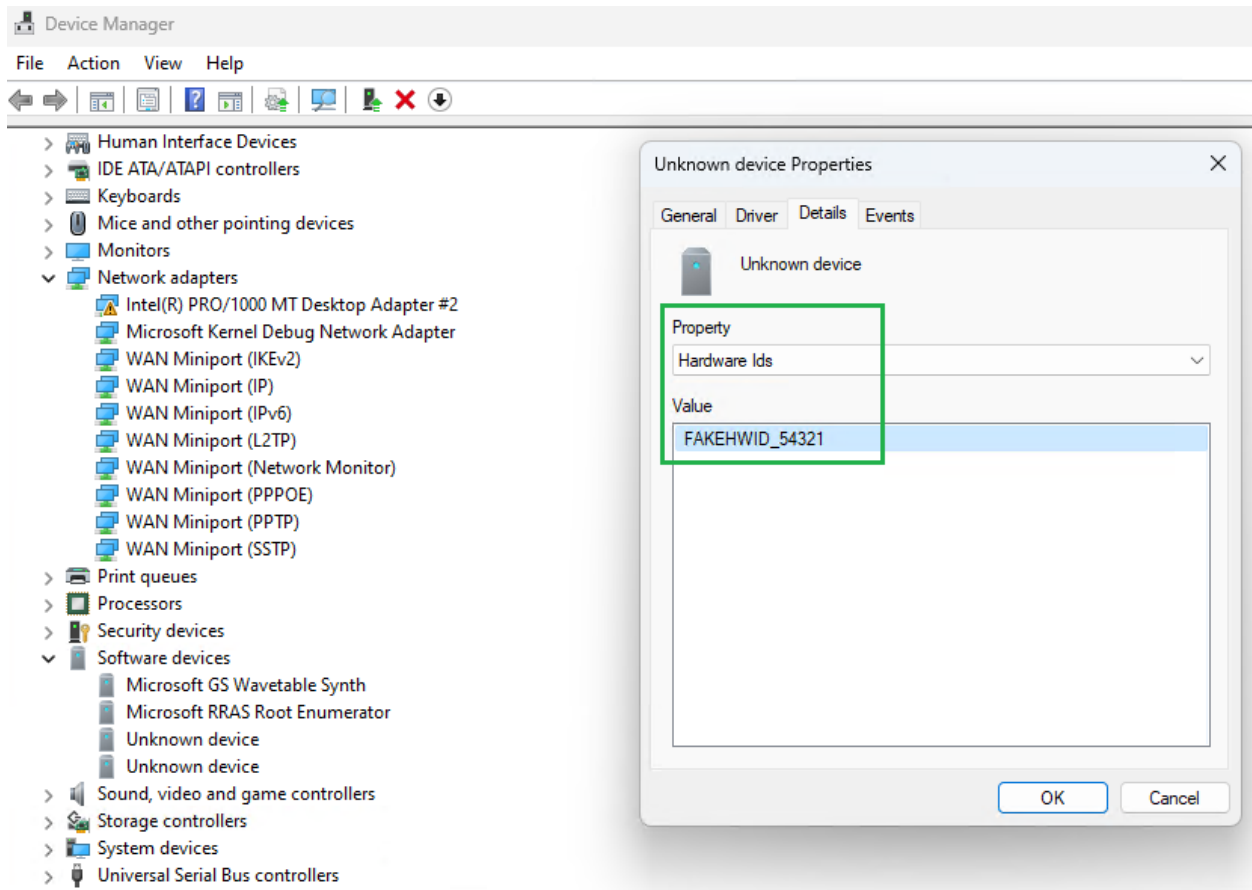 Device Manager
File Action View Help
Human Interface Devices
IDE ATA/ATAPI controllers
Keyboards
Mice and other pointing devices
Monitors
Network adapters
Intel(R) PRO/1000 MT Desktop Adapter #2
Microsoft Kernel Debug Network Adapter
WAN Miniport (IKEv2)
WAN Miniport (IP)
WAN Miniport (IPv6)
WAN Miniport (L2TP)
WAN Miniport (Network Monitor)
WAN Miniport (PPPOE)
WAN Miniport (PPTP)
WAN Miniport (SSTP)
Print queues
Processors
Security devices
Software devices
Microsoft GS Wavetable Synth
Microsoft RRAS Root Enumerator
Unknown device
Unknown device
Sound, video and game controllers
Storage controllers
System devices
Universal Serial Bus controllers
Unknown device Properties
General Driver Details Events
Unknown device
Property
Hardware Ids
Value
FAKEHWID_54321
OK Cancel